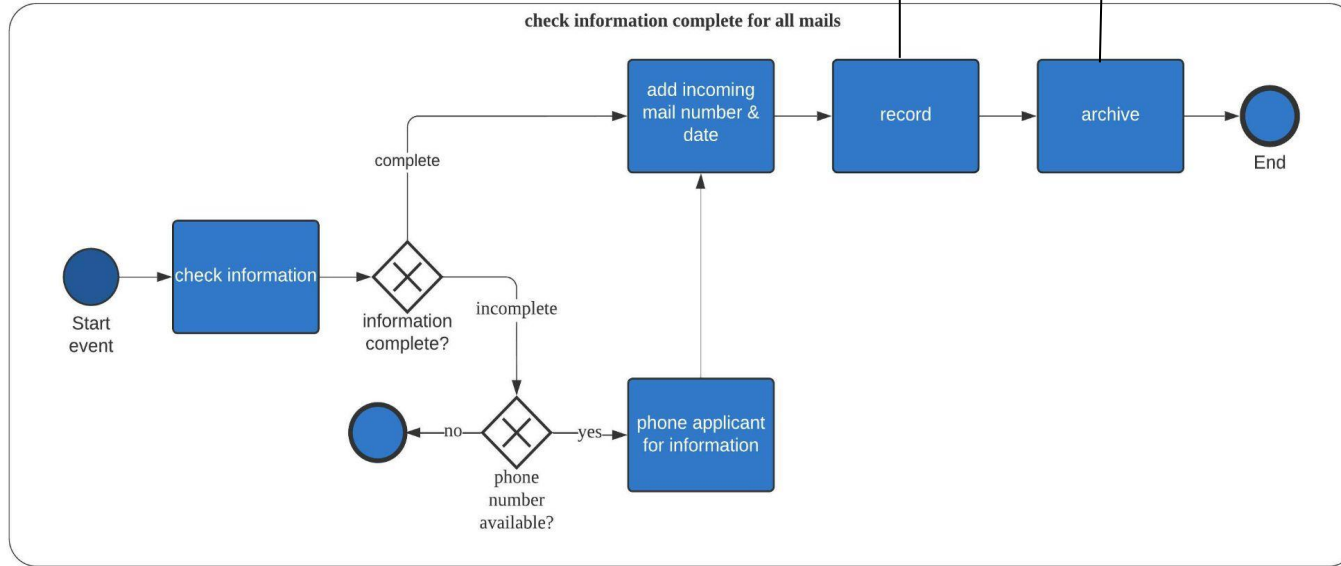 check information complete for all mails
add incoming
mail number &
date
record
archive
End
complete
check information
Start
event
information
complete?
incomplete
no
yes
phone
number
available?
phone applicant
for information